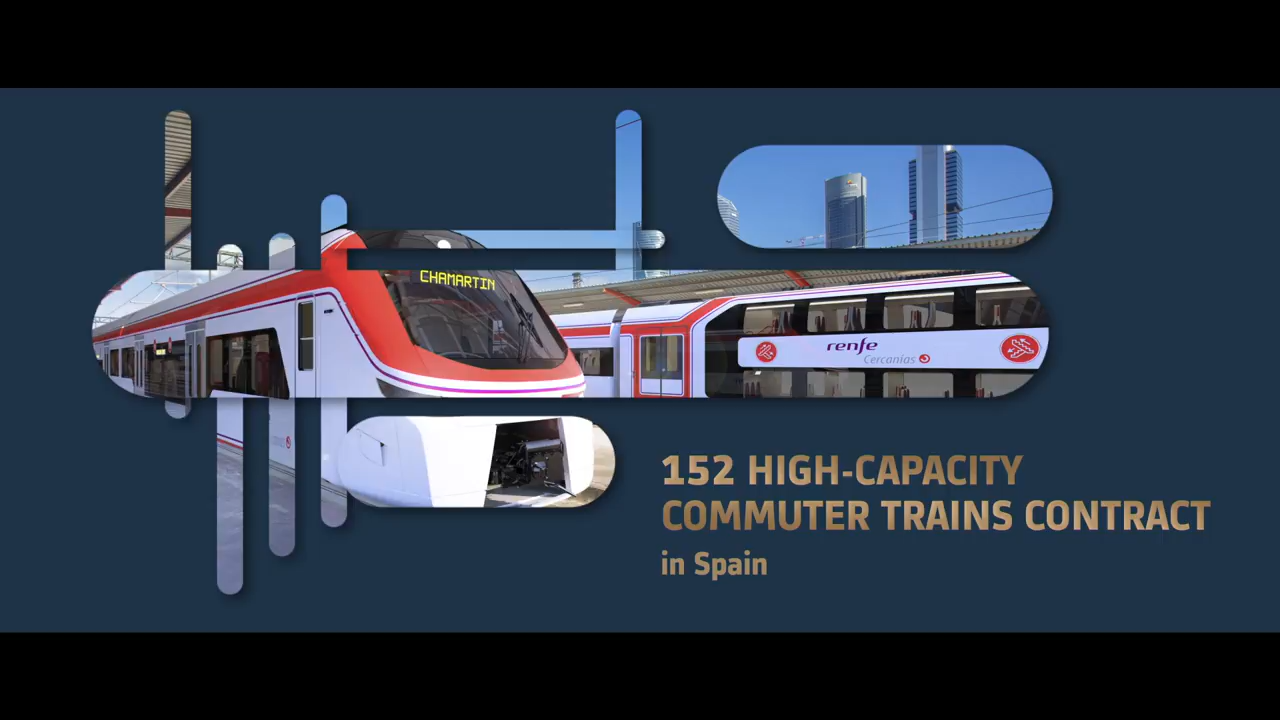 CHAMARTIN
renfe
Cercanías
152 HIGH-CAPACITY
COMMUTER TRAINS CONTRACT
in Spain